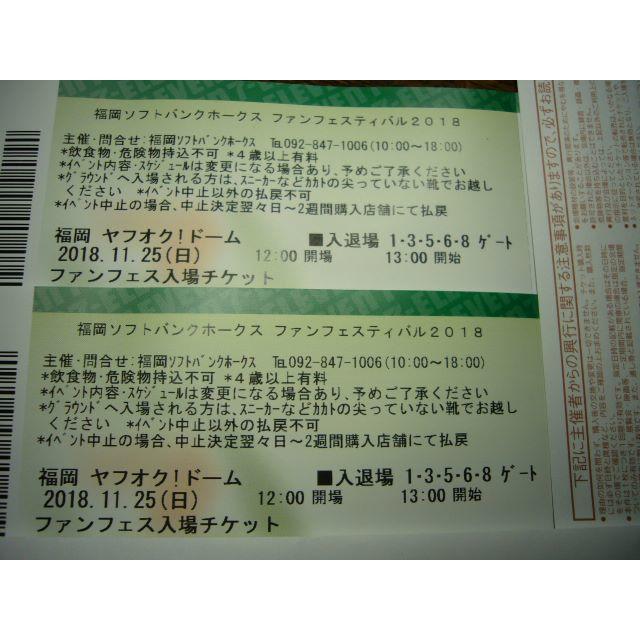 福岡ソフトバンクホークス ファンフェスティバル2018
主催・問合せ:福岡ソフトバンクホークス ℡092-847-1006(10:00~18:00)
*飲食物・危険物持込不可 *4歳以上有料
*イベント内容・スケジュールは変更になる場合あり、予めご了承ください
*グラウンドへ入場される方は、スニーカーなどカカトの尖っていない靴でお越し
ください *イベント中止以外の払戻不可
*イベント中止の場合、中止決定翌々日~2週間購入店舗にて払戻
福岡 ヤフオク!ドーム ■入退場 1・3・5・6・8 ゲート
2018.11.25(日) 12:00 開場 13:00 開始
ファンフェス入場チケット
福岡ソフトバンクホークス ファンフェスティバル2018
主催・問合せ:福岡ソフトバンクホークス ℡092-847-1006(10:00~18:00)
*飲食物・危険物持込不可 *4歳以上有料
*イベント内容・スケジュールは変更になる場合あり、予めご了承ください
*グラウンドへ入場される方は、スニーカーなどカカトの尖っていない靴でお越し
ください *イベント中止以外の払戻不可
*イベント中止の場合、中止決定翌々日~2週間購入店舗にて払戻
福岡 ヤフオク!ドーム ■入退場 1・3・5・6・8 ゲート
2018.11.25(日) 12:00 開場 13:00 開始
ファンフェス入場チケット
下記に主催者からの興行に関する注意事項がありますので、必ずお読